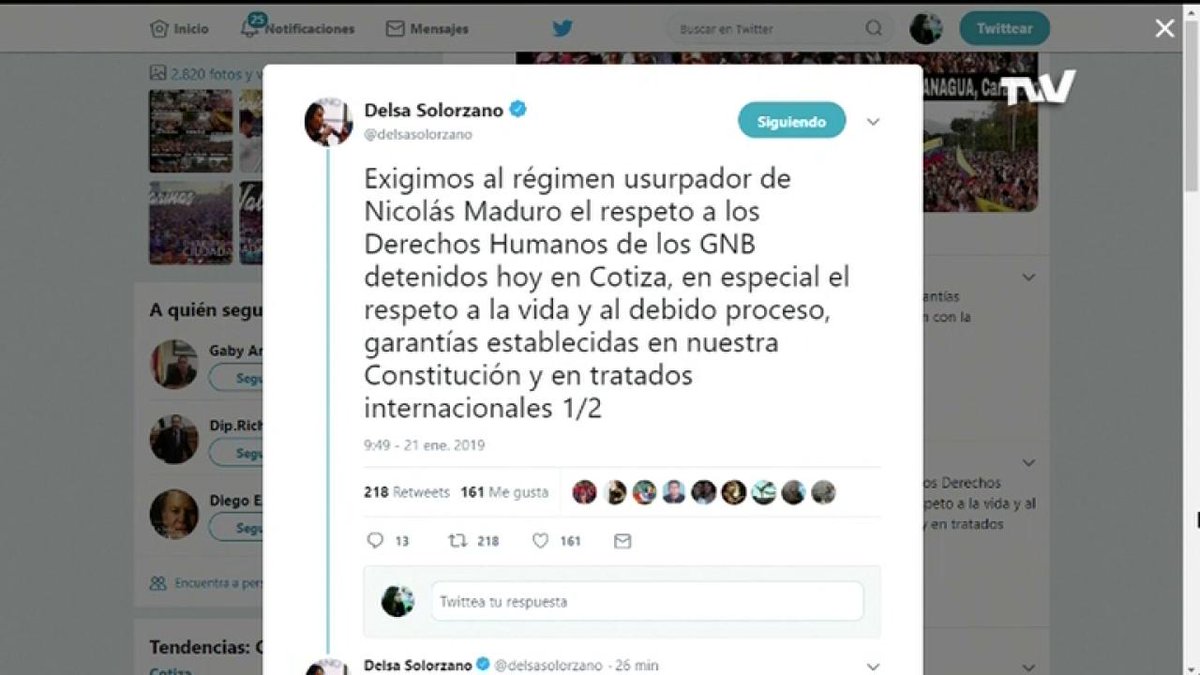 Inicio
25
Notificaciones
Mensajes
Buscar en Twitter
Twittear
2.820 fotos y v
ANAGUA, Car
TVV
Delsa Solorzano
@delsasolorzano
Siguiendo
Exigimos al régimen usurpador de
Nicolás Maduro el respeto a los
Derechos Humanos de los GNB
detenidos hoy en Cotiza, en especial el
respeto a la vida y al debido proceso,
garantías establecidas en nuestra
Constitución y en tratados
internacionales 1/2
9:49 - 21 ene. 2019
218 Retweets 161 Me gusta
13 218 161
Twittea tu respuesta
Delsa Solorzano @delsasolorzano · 26 min
A quién segu
Gaby Ar
Segu
Dip.Rich
Segu
Diego E.
Segu
Encuentra a pers
Tendencias: C
Cotiza
antías
n con la
os Derechos
peto a la vida y al
y en tratados